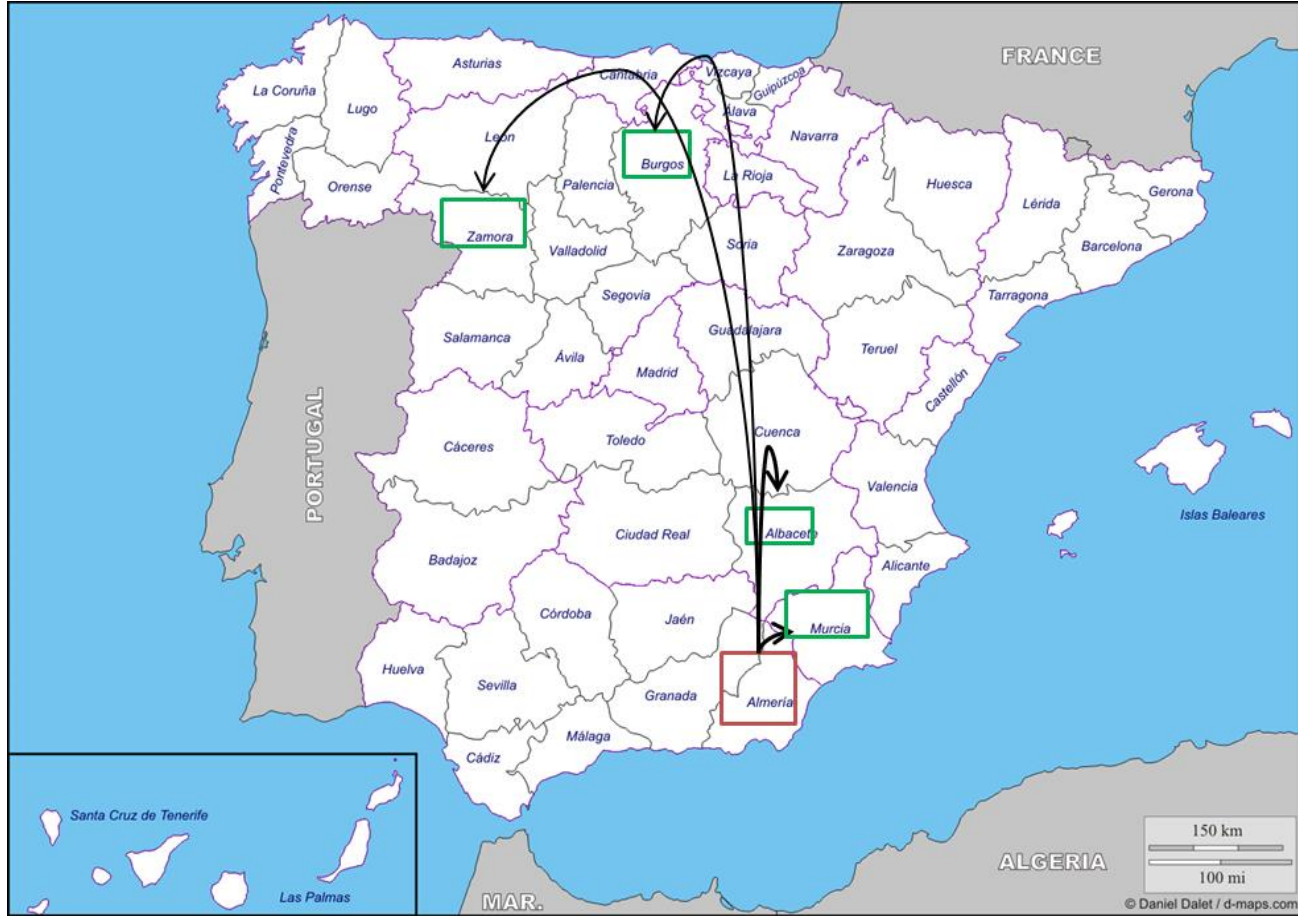 FRANCE
Asturias
Cantabria
Vizcaya
Guipúzcoa
La Coruña
Lugo
León
Álava
Navarra
Pontevedra
Orense
Palencia
Burgos
La Rioja
Huesca
Lérida
Gerona
Zamora
Valladolid
Soria
Zaragoza
Barcelona
Segovia
Tarragona
Salamanca
Ávila
Madrid
Guadalajara
Teruel
Castellón
PORTUGAL
Cáceres
Toledo
Cuenca
Valencia
Islas Baleares
Badajoz
Ciudad Real
Albacete
Alicante
Córdoba
Jaén
Murcia
Huelva
Sevilla
Granada
Almería
Málaga
Cádiz
Santa Cruz de Tenerife
Las Palmas
MAR.
ALGERIA
150 km
100 mi
© Daniel Dalet / d-maps.com